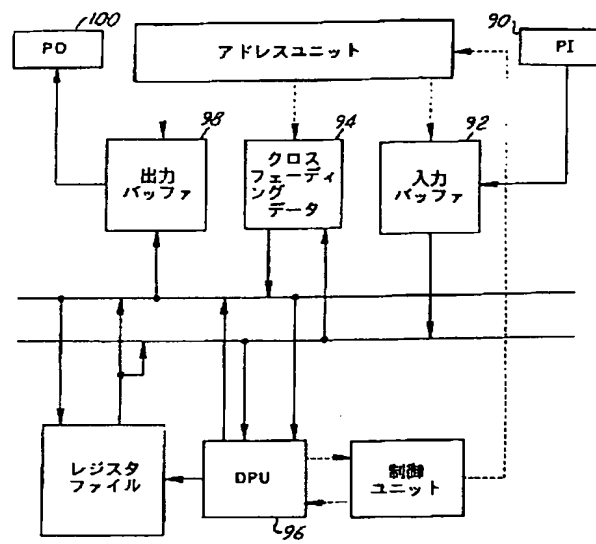 100
PO
アドレスユニット
90
PI
98
出力
バッファ
94
クロス
フェーディ
ング
データ
92
入力
バッファ
レジスタ
ファイル
DPU
96
制御
ユニット